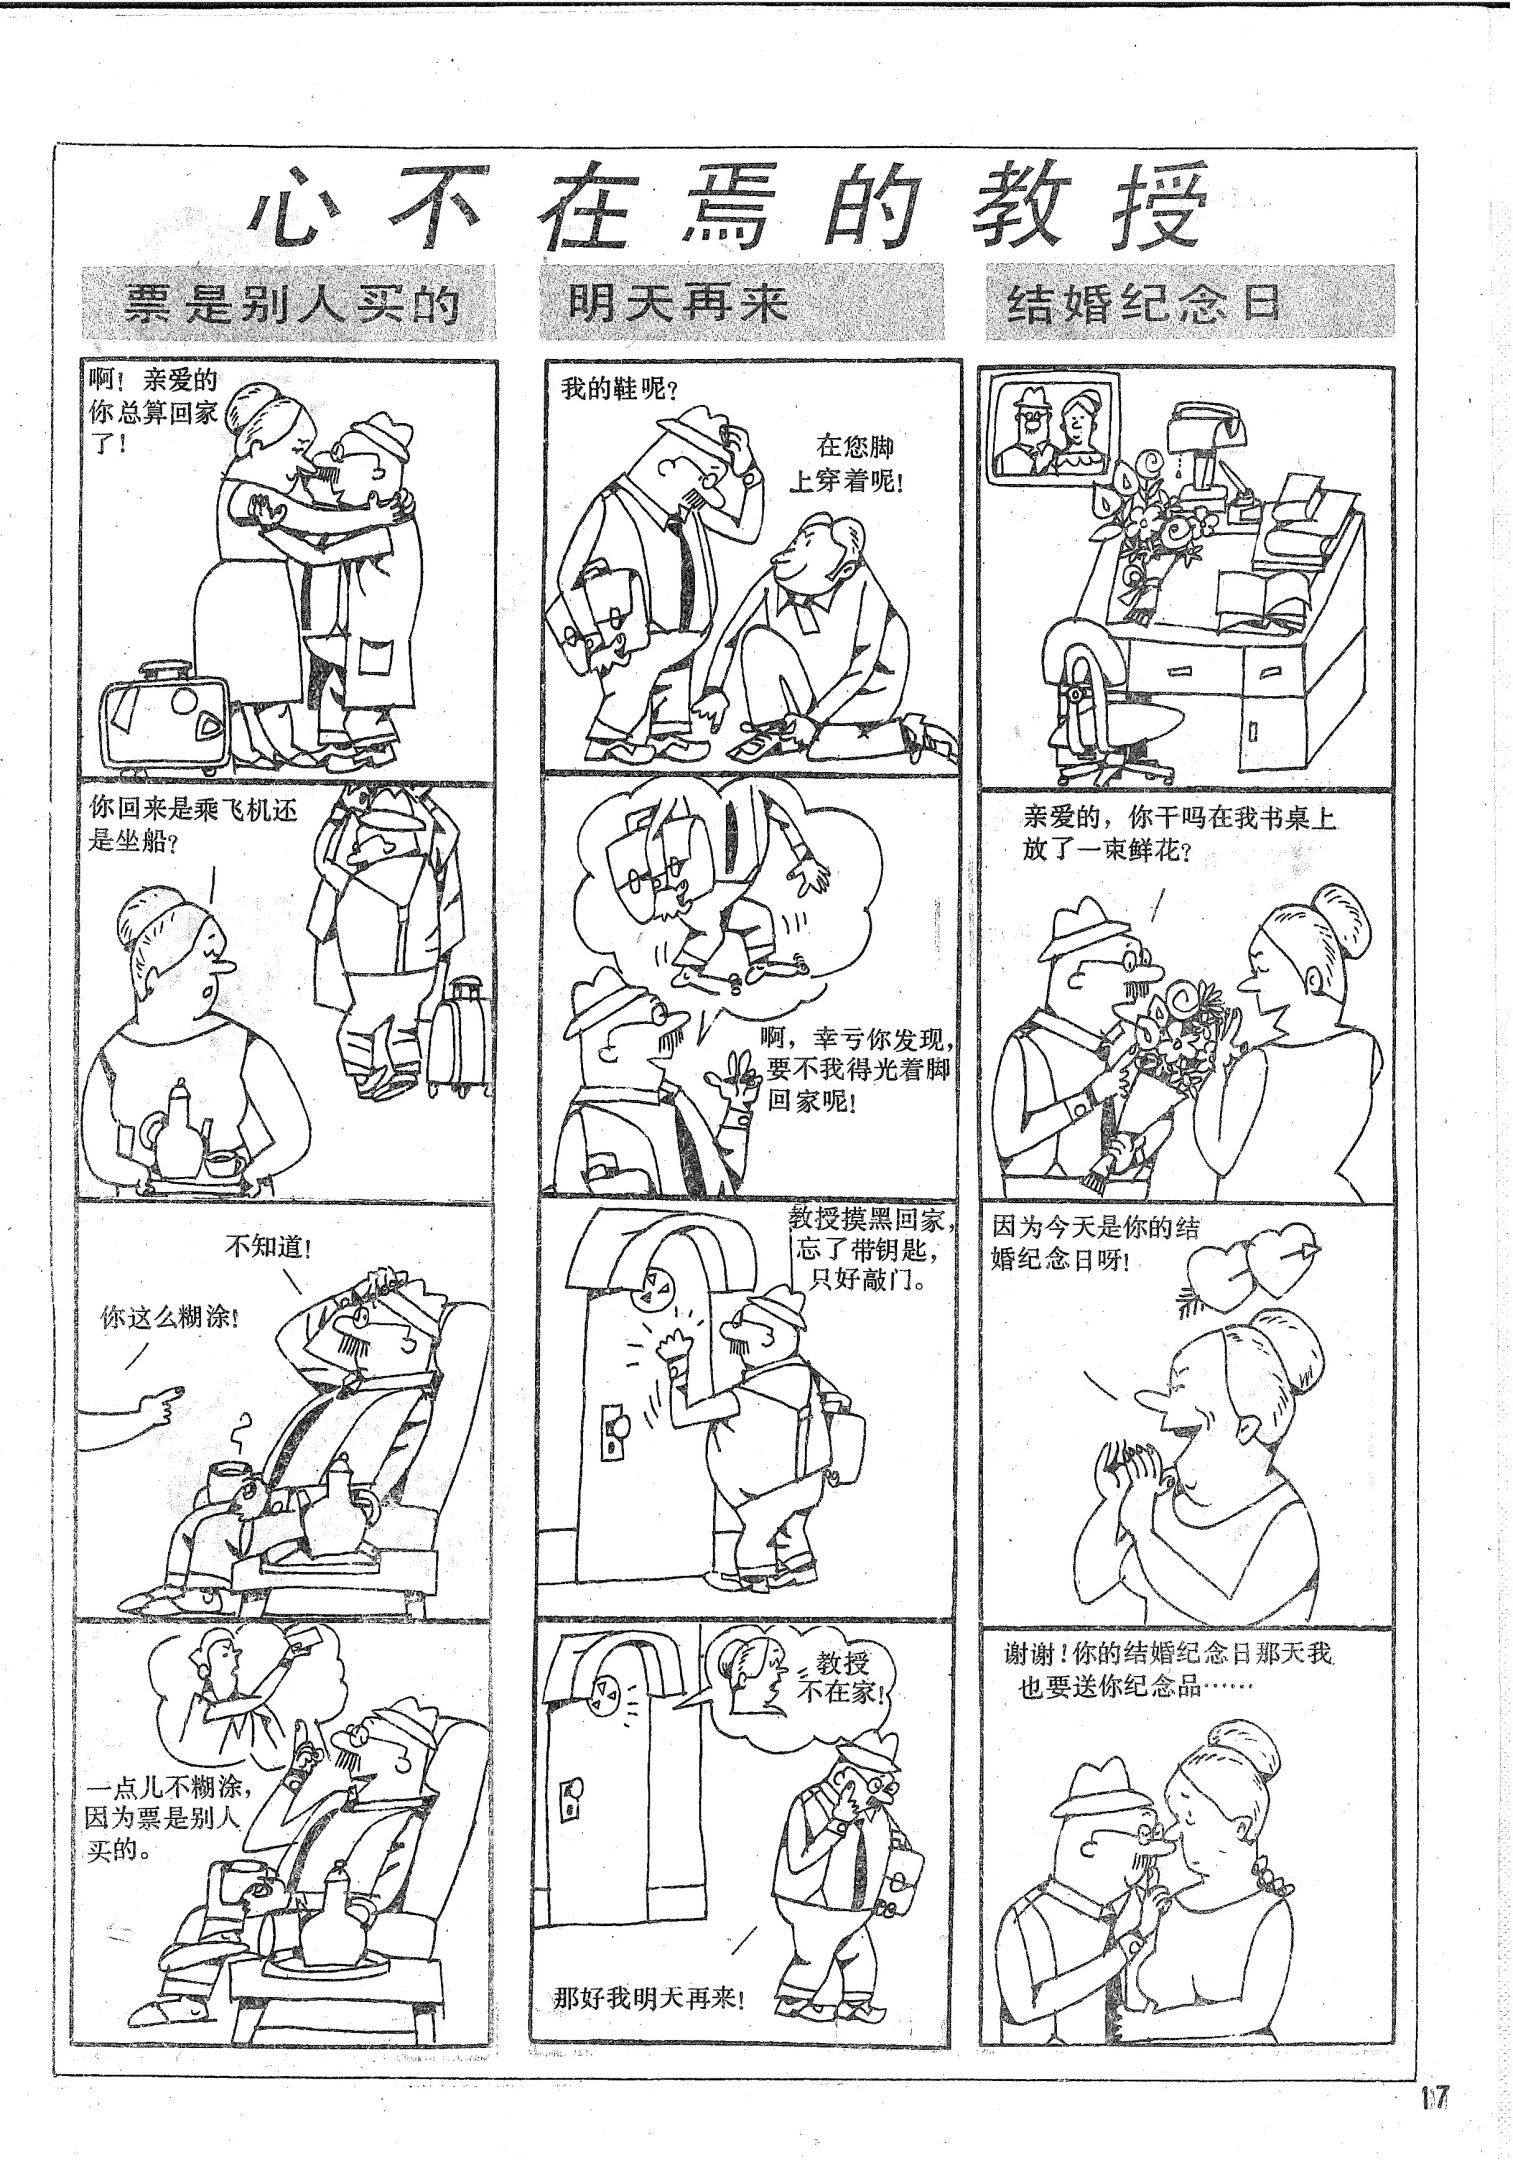 心不在焉的教授
票是别人买的
啊！亲爱的
你总算回家
了！
你回来是乘飞机还
是坐船？
不知道！
你这么糊涂！
一点儿不糊涂，
因为票是别人
买的。
明天再来
我的鞋呢？
在您脚
上穿着呢！
啊，幸亏你发现，
要不我得光着脚
回家呢！
教授摸黑回家，
忘了带钥匙，
只好敲门。
教授
不在家！
那好我明天再来！
结婚纪念日
亲爱的，你干吗在我书桌上
放了一束鲜花？
因为今天是你的结
婚纪念日呀！
谢谢！你的结婚纪念日那天我
也要送你纪念品……
17